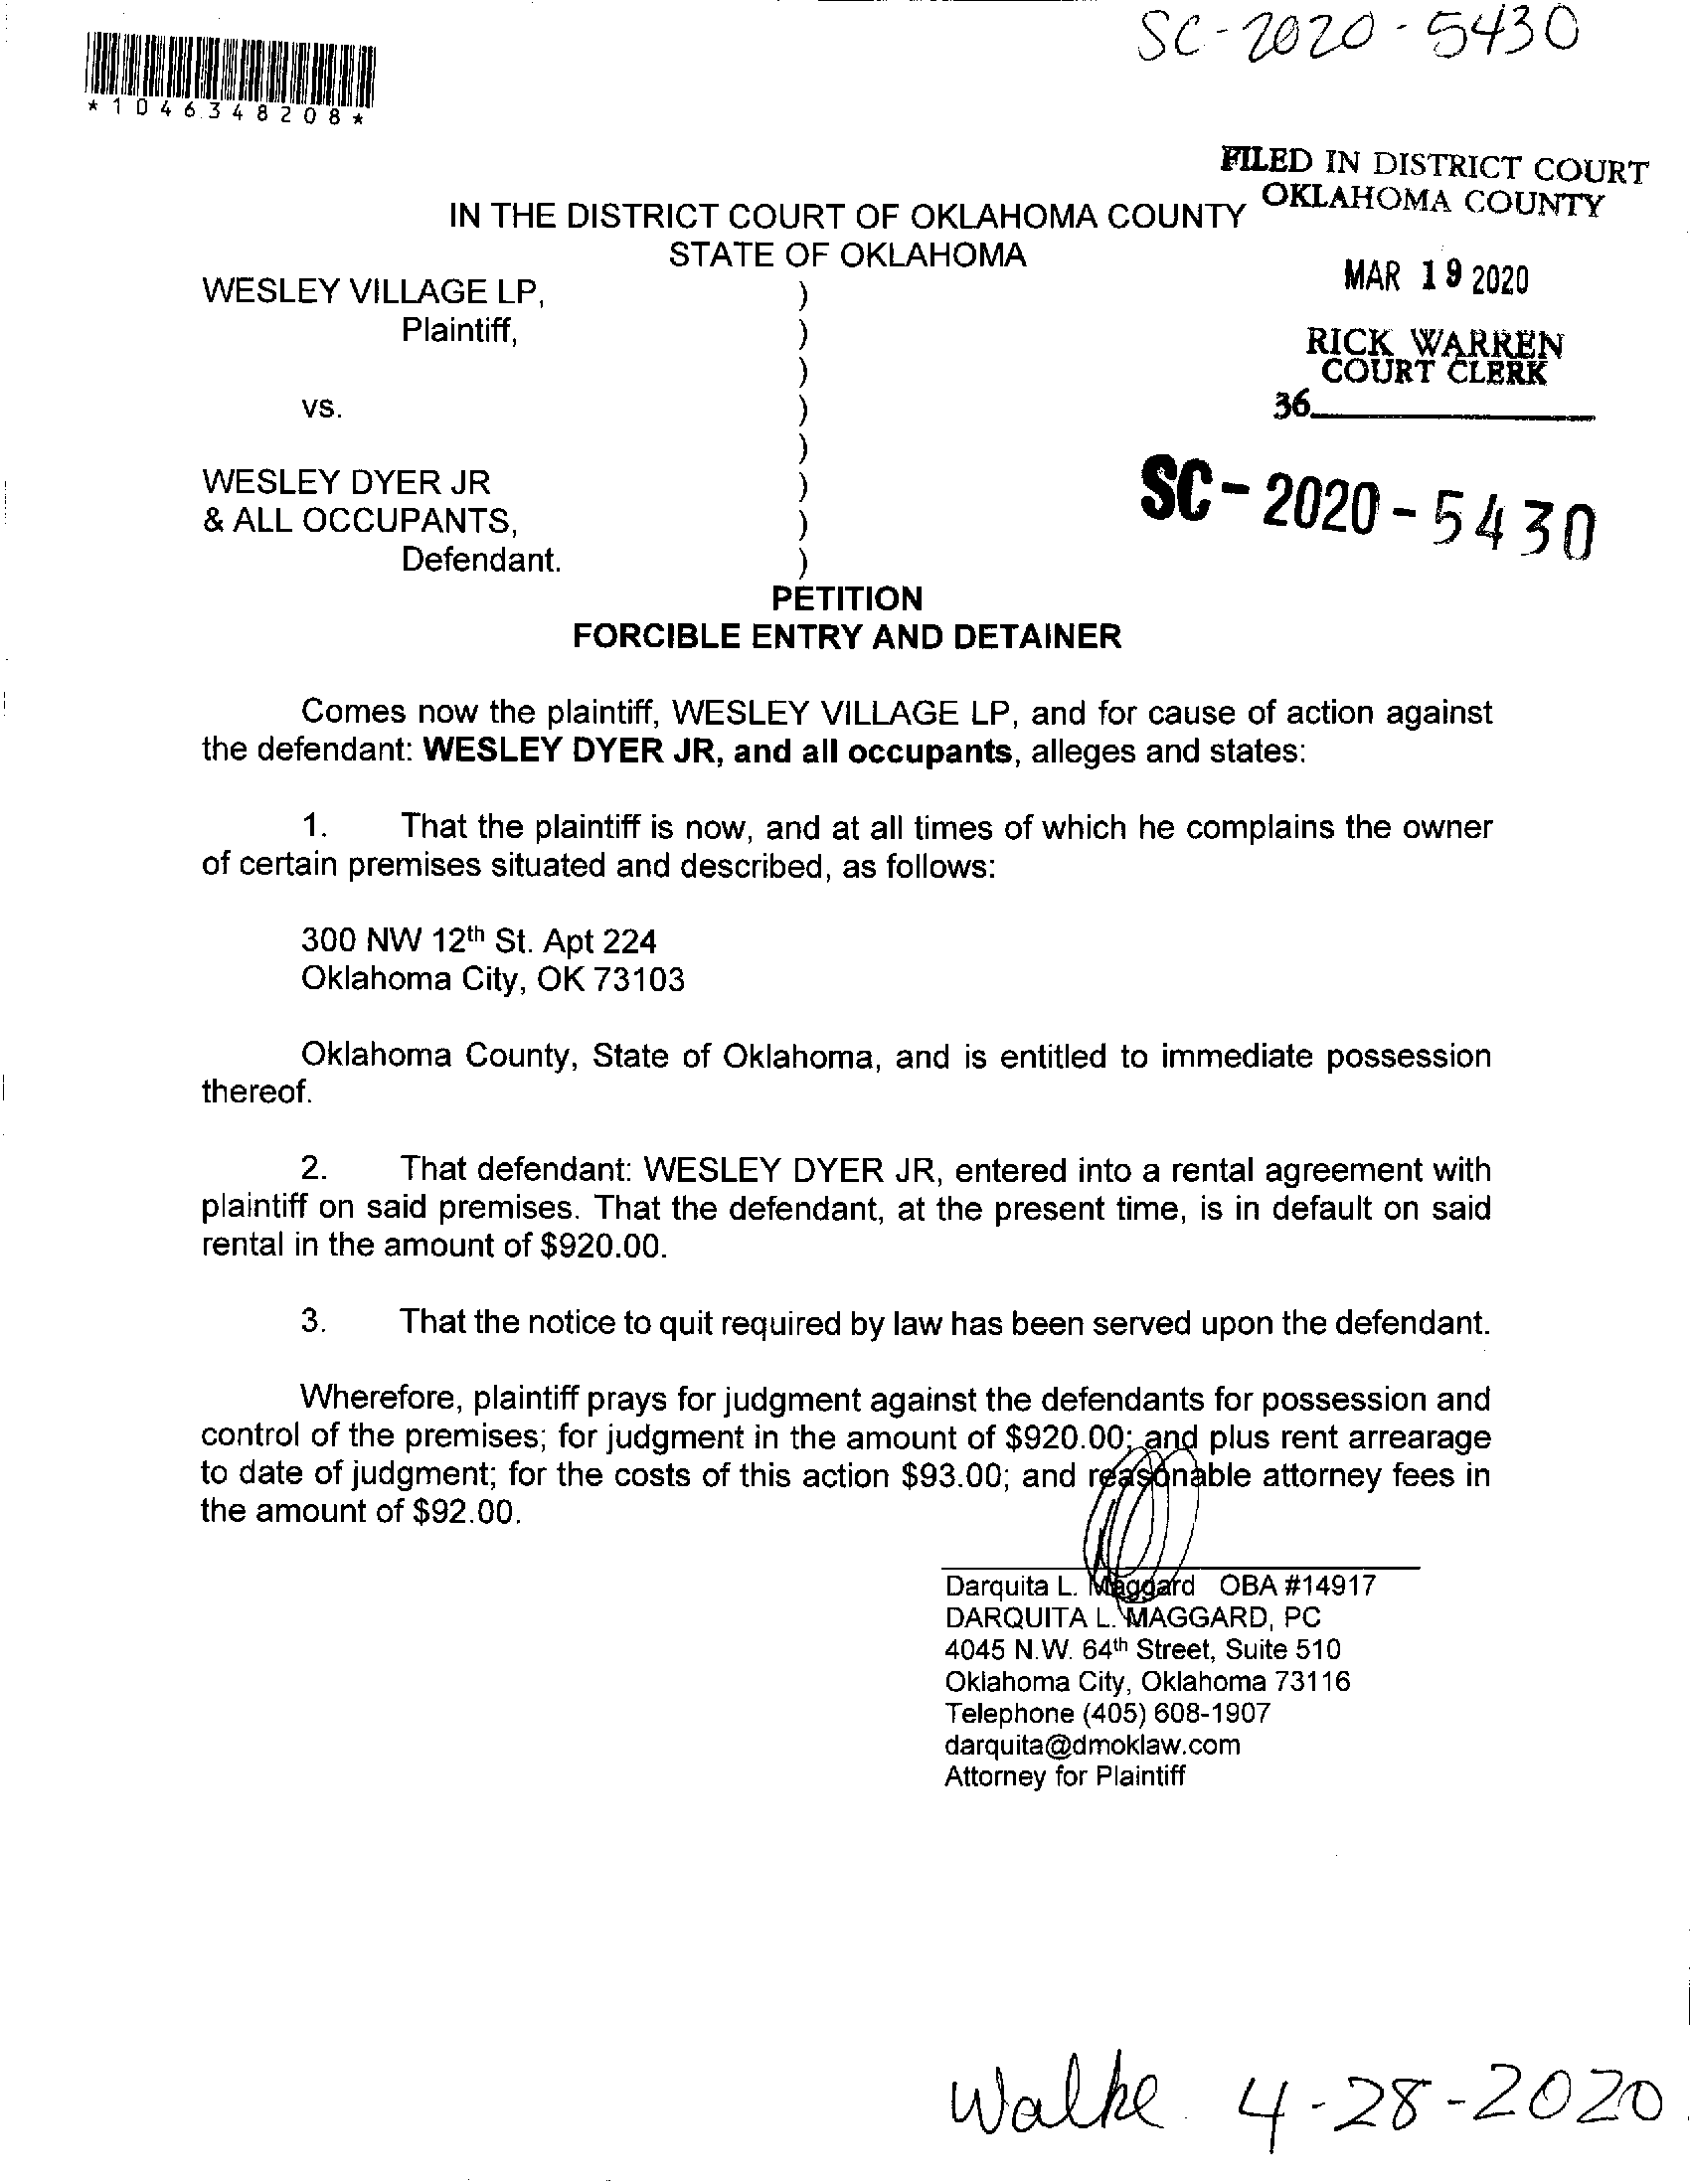 SC-2020-5430
*1046348208*
FILED IN DISTRICT COURT
OKLAHOMA COUNTY
IN THE DISTRICT COURT OF OKLAHOMA COUNTY
STATE OF OKLAHOMA
MAR 19 2020
WESLEY VILLAGE LP, )
Plaintiff, )
)
RICK WARREN
COURT CLERK
36
vs. )
)
WESLEY DYER JR )
SC-2020-5430
& ALL OCCUPANTS, )
Defendant. )
PETITION
FORCIBLE ENTRY AND DETAINER
Comes now the plaintiff, WESLEY VILLAGE LP, and for cause of action against
the defendant: WESLEY DYER JR, and all occupants, alleges and states:
1. That the plaintiff is now, and at all times of which he complains the owner
of certain premises situated and described, as follows:
300 NW 12th St. Apt 224
Oklahoma City, OK 73103
Oklahoma County, State of Oklahoma, and is entitled to immediate possession
thereof.
2. That defendant: WESLEY DYER JR, entered into a rental agreement with
plaintiff on said premises. That the defendant, at the present time, is in default on said
rental in the amount of $920.00.
3. That the notice to quit required by law has been served upon the defendant.
Wherefore, plaintiff prays for judgment against the defendants for possession and
control of the premises; for judgment in the amount of $920.00; and plus rent arrearage
to date of judgment; for the costs of this action $93.00; and reasonable attorney fees in
the amount of $92.00.
Darquita L. Maggard OBA #14917
DARQUITA L. MAGGARD, PC
4045 N.W. 64th Street, Suite 510
Oklahoma City, Oklahoma 73116
Telephone (405) 608-1907
darquita@dmoklaw.com
Attorney for Plaintiff
Walke 4-28-2020